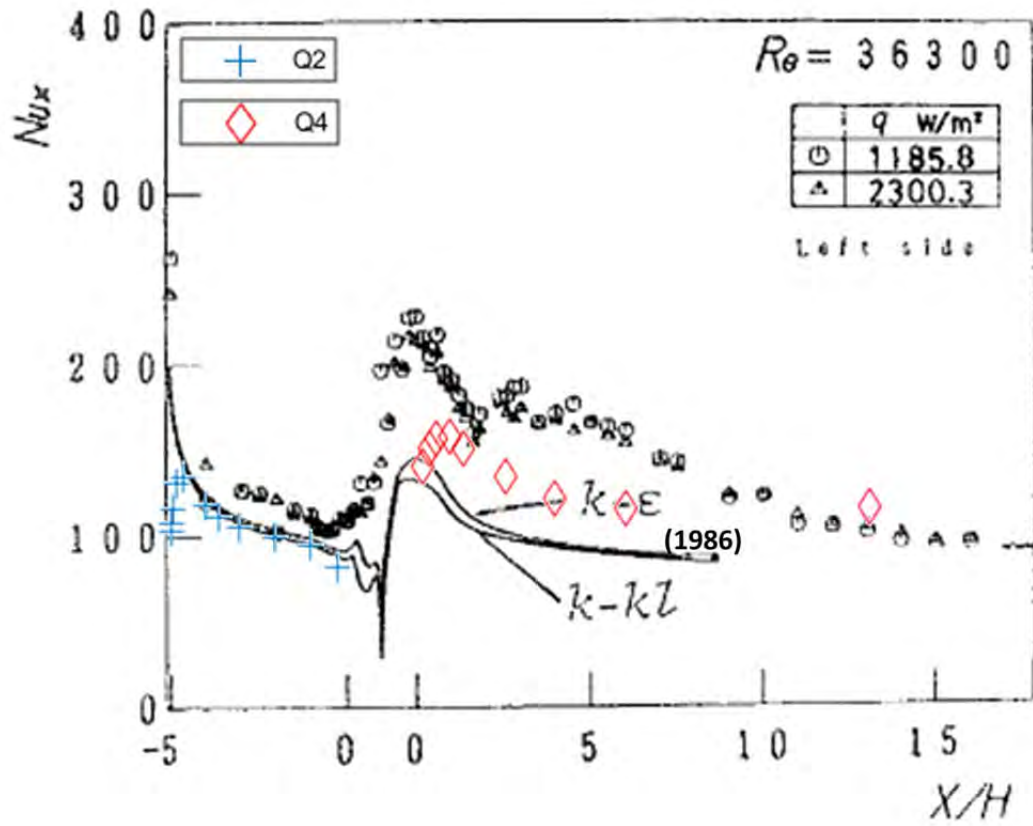 400
300
200
100
0
Nux
Q2
Q4
Re = 36300
q W/m²
1185.8
2300.3
Left side
k-ε
(1986)
k-kl
-5 0 0 5 10 15
X/H